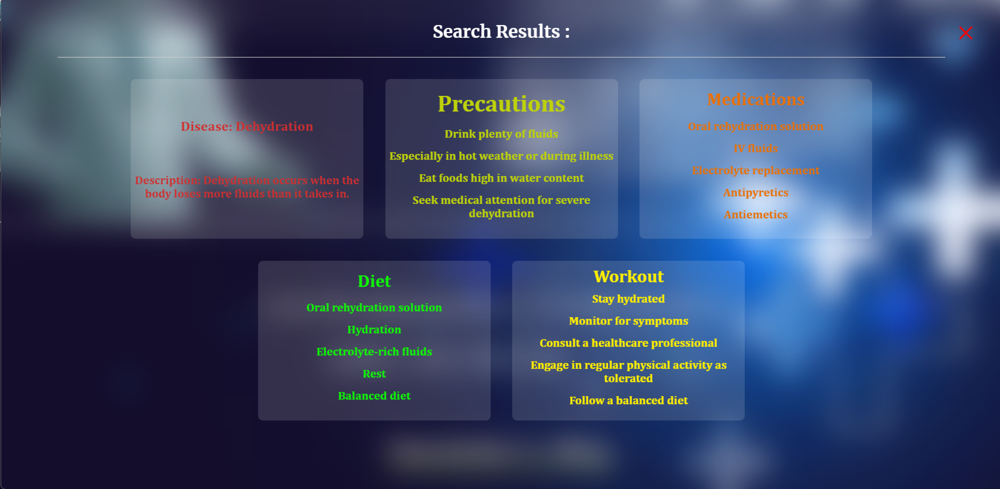 Search Results :
Disease: Dehydration
Description: Dehydration occurs when the
body loses more fluids than it takes in.
Precautions
Drink plenty of fluids
Especially in hot weather or during illness
Eat foods high in water content
Seek medical attention for severe
dehydration
Medications
Oral rehydration solution
IV fluids
Electrolyte replacement
Antipyretics
Antiemetics
Diet
Oral rehydration solution
Hydration
Electrolyte-rich fluids
Rest
Balanced diet
Workout
Stay hydrated
Monitor for symptoms
Consult a healthcare professional
Engage in regular physical activity as
tolerated
Follow a balanced diet